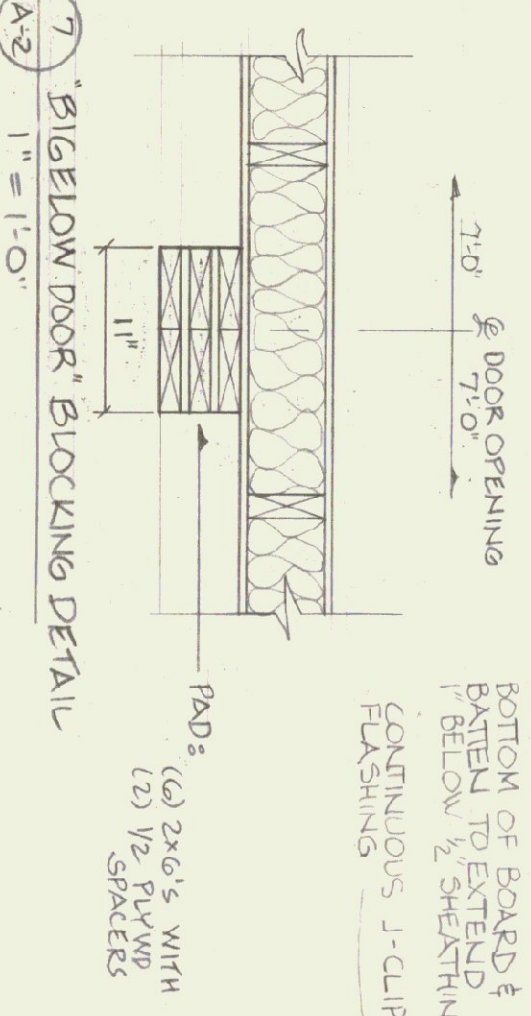 7'-0" ℄ DOOR OPENING
7'-0"
BOTTOM OF BOARD &
BATTEN TO EXTEND
1" BELOW 1/2" SHEATHIN
CONTINUOUS J-CLIP
FLASHING
11"
PAD:
(6) 2X6'S WITH
(2) 1/2 PLYWD
SPACERS
7
A-2
"BIGELOW DOOR" BLOCKING DETAIL
1" = 1'-0"